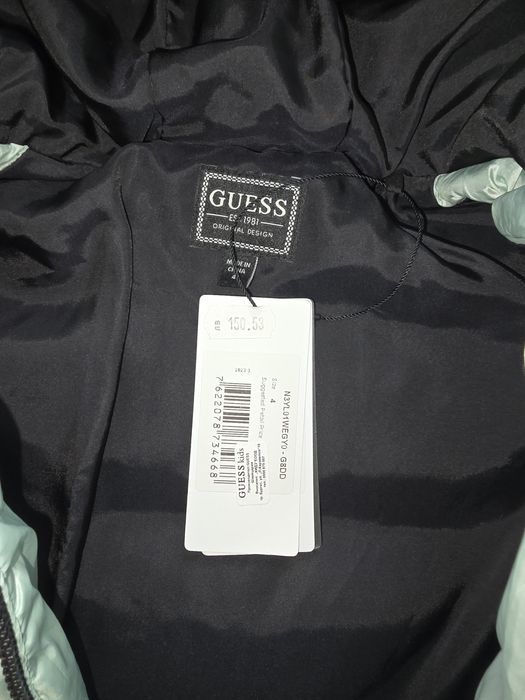 GUESS
EST. 1981
ORIGINAL DESIGN
MADE IN
CHINA
4
150.53
N3YL01WEGY0 - G8DD
Size 4
Suggested Retail Price
7622078734668
GUESS kids